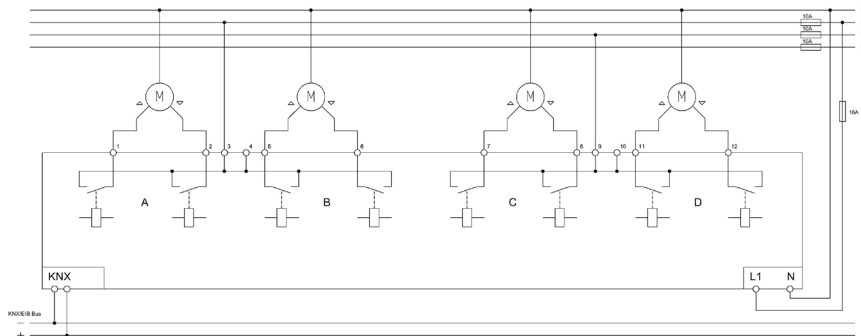 10A
10A
10A
16A
M M M M
1 2 3 4 5 6 7 8 9 10 11 12
A B C D
KNX L1 N
KNX/EIB Bus
−
+